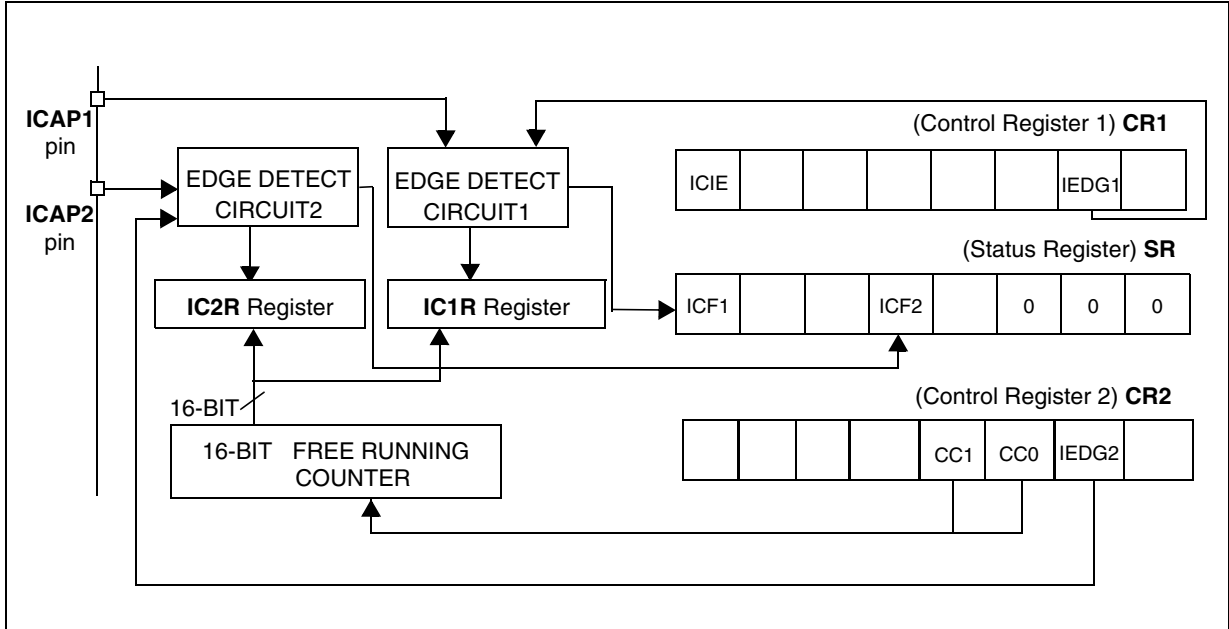 ICAP1
pin
ICAP2
pin
EDGE DETECT
CIRCUIT2
EDGE DETECT
CIRCUIT1
IC2R Register
IC1R Register
16-BIT
16-BIT FREE RUNNING
COUNTER
(Control Register 1) CR1
ICIE IEDG1
(Status Register) SR
ICF1 ICF2 0 0 0
(Control Register 2) CR2
CC1 CC0 IEDG2